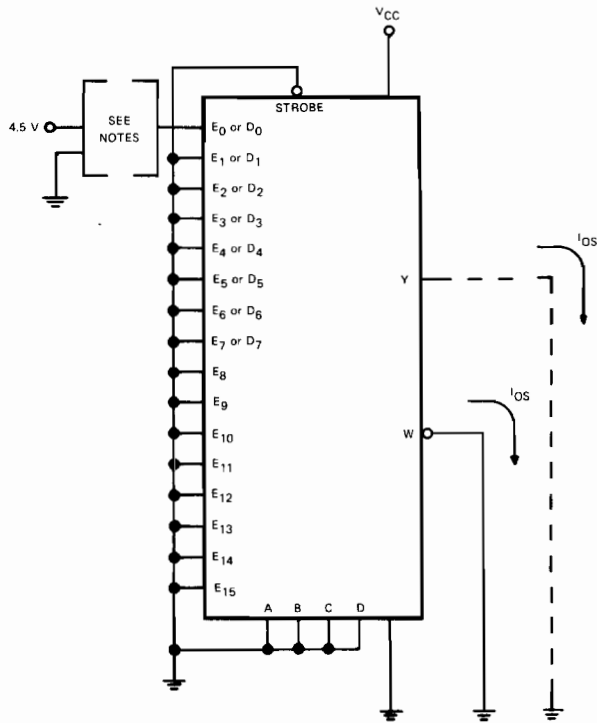 VCC
STROBE
4.5 V
SEE
NOTES
E0 or D0
E1 or D1
E2 or D2
E3 or D3
E4 or D4
E5 or D5
E6 or D6
E7 or D7
E8
E9
E10
E11
E12
E13
E14
E15
A B C D
Y
W
IOS
IOS